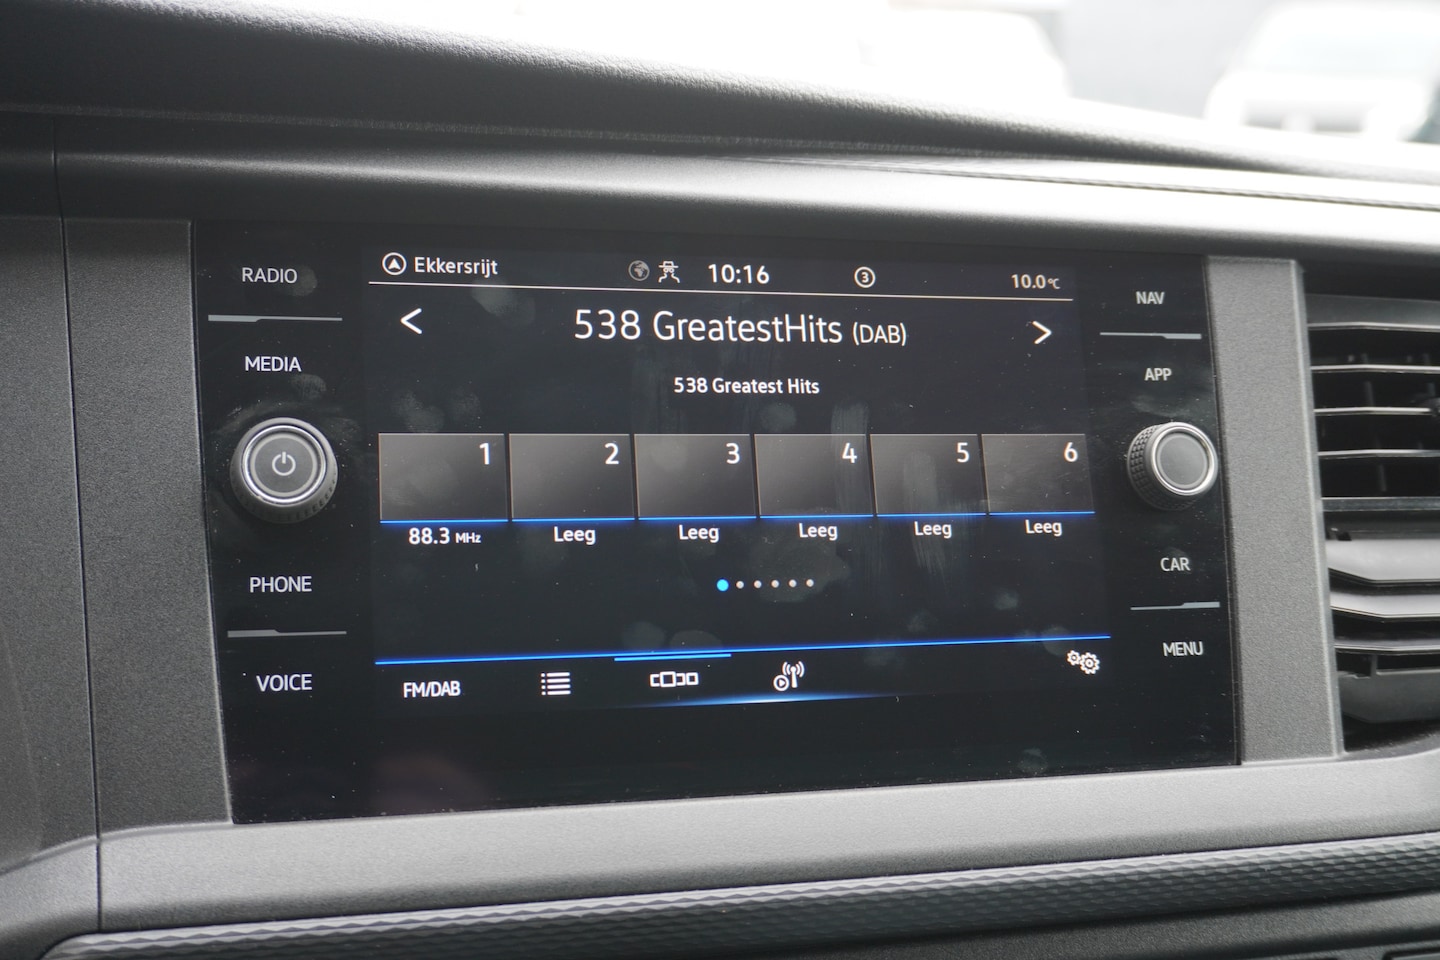 RADIO
MEDIA
PHONE
VOICE
Ekkersrijt
10:16
3
10.0°C
< 538 GreatestHits (DAB) >
538 Greatest Hits
1 2 3 4 5 6
88.3 MHz Leeg Leeg Leeg Leeg Leeg
FM/DAB
NAV
APP
CAR
MENU